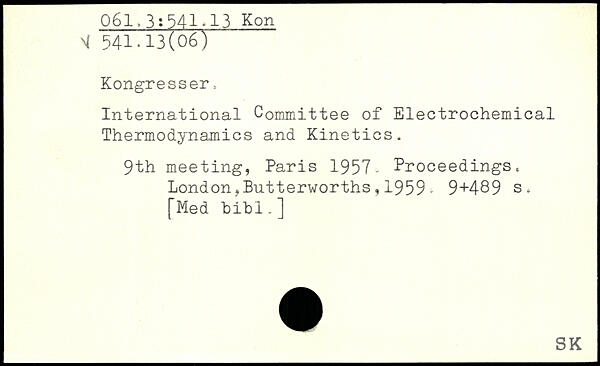 061.3:541.13 Kon
√ 541.13(06)
Kongresser.
International Committee of Electrochemical
Thermodynamics and Kinetics.
9th meeting, Paris 1957. Proceedings.
London,Butterworths,1959. 9+489 s.
[Med bibl.]
SK